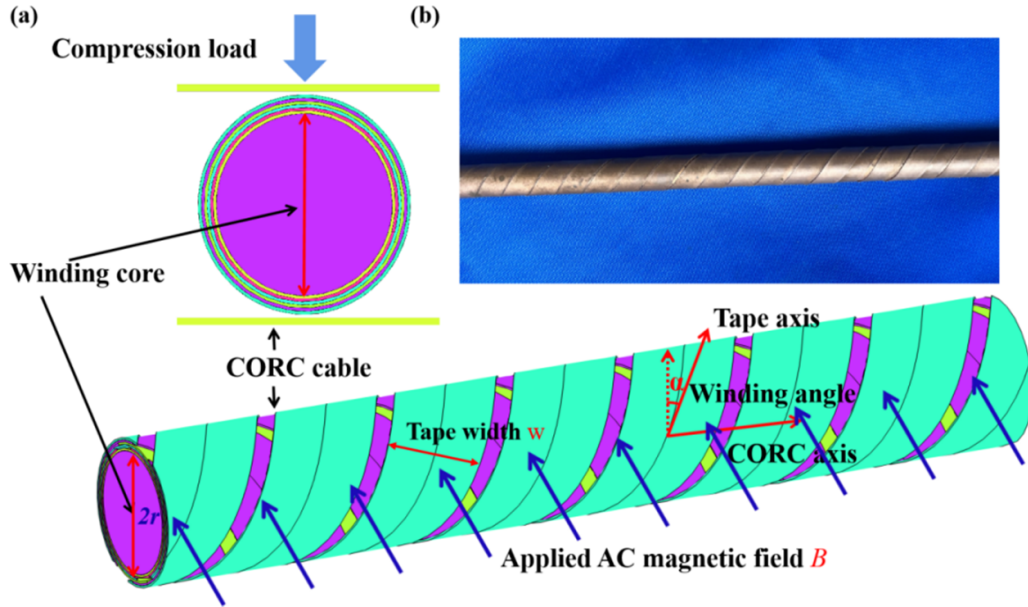 (a)
(b)
Compression load
Winding core
CORC cable
Tape axis
α
Winding angle
Tape width w
CORC axis
2r
Applied AC magnetic field B